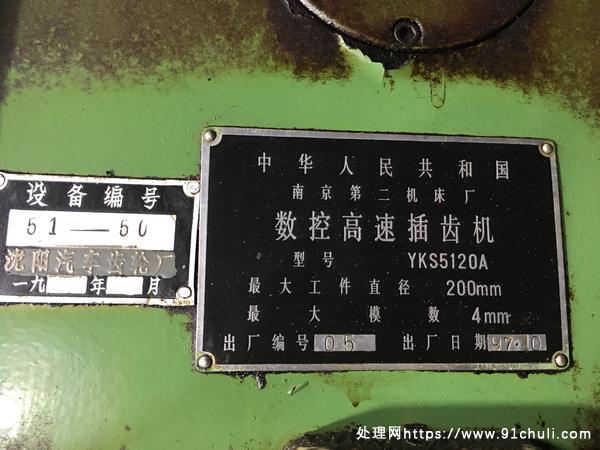 设备编号
51—50
沈阳汽车齿轮厂
一九 年 月
中华人民共和国
南京第二机床厂
数控高速插齿机
型号 YKS5120A
最大工件直径 200mm
最大模数 4mm
出厂编号 05 出厂日期 97·10
处理网https://www.91chuli.com